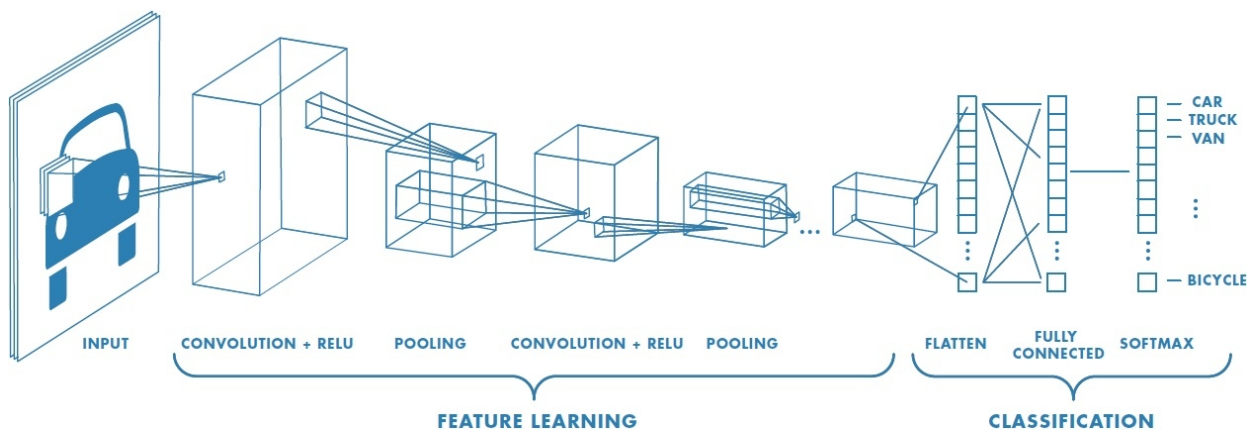 CAR
TRUCK
VAN
BICYCLE
INPUT
CONVOLUTION + RELU
POOLING
CONVOLUTION + RELU
POOLING
FLATTEN
FULLY
CONNECTED
SOFTMAX
FEATURE LEARNING
CLASSIFICATION